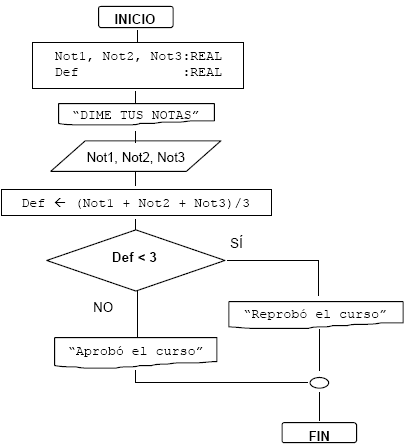 INICIO
Not1, Not2, Not3:REAL
Def :REAL
“DIME TUS NOTAS”
Not1, Not2, Not3
Def ← (Not1 + Not2 + Not3)/3
Def < 3
SÍ
NO
“Reprobó el curso”
“Aprobó el curso”
FIN